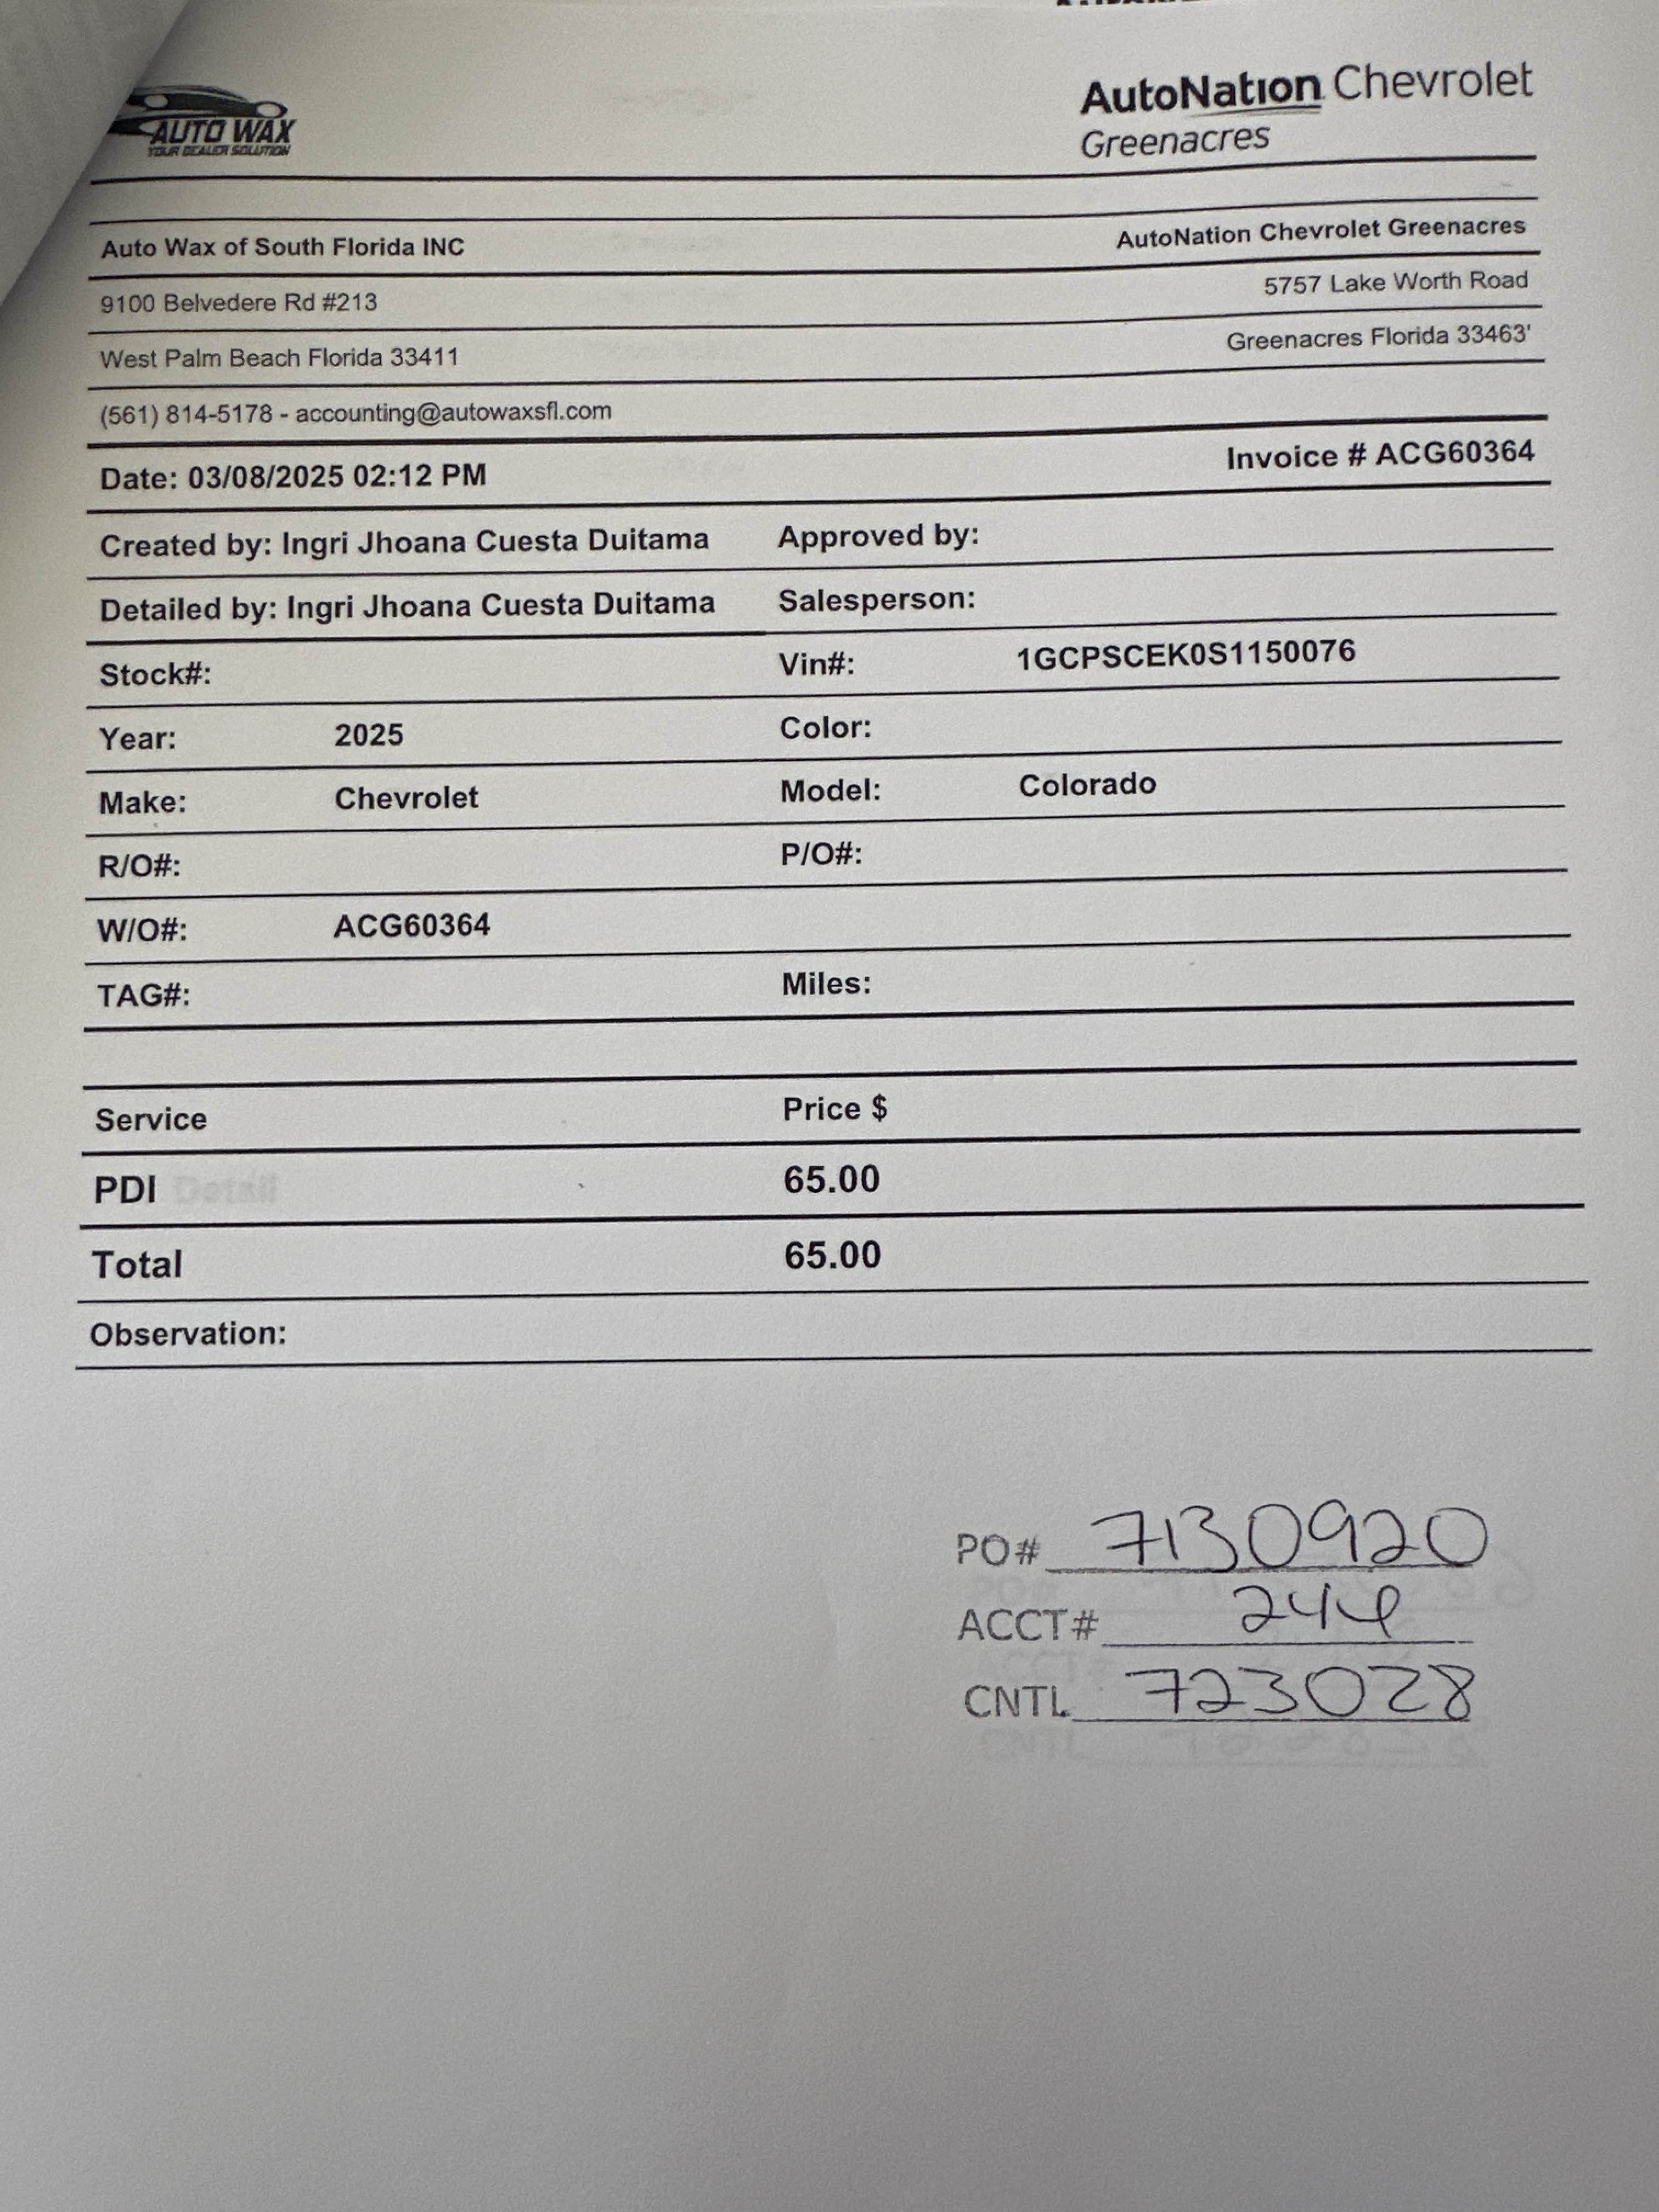 AUTO WAX
YOUR DEALER SOLUTION
AutoNation Chevrolet
Greenacres
Auto Wax of South Florida INC
AutoNation Chevrolet Greenacres
9100 Belvedere Rd #213
5757 Lake Worth Road
West Palm Beach Florida 33411
Greenacres Florida 33463'
(561) 814-5178 - accounting@autowaxsfl.com
Date: 03/08/2025 02:12 PM
Invoice # ACG60364
Created by: Ingri Jhoana Cuesta Duitama Approved by:
Detailed by: Ingri Jhoana Cuesta Duitama Salesperson:
Stock#: Vin#: 1GCPSCEK0S1150076
Year: 2025 Color:
Make: Chevrolet Model: Colorado
R/O#: P/O#:
W/O#: ACG60364
TAG#: Miles:
Service Price $
PDI 65.00
Total 65.00
Observation:
PO# 7130920
ACCT#
CNTL 723028